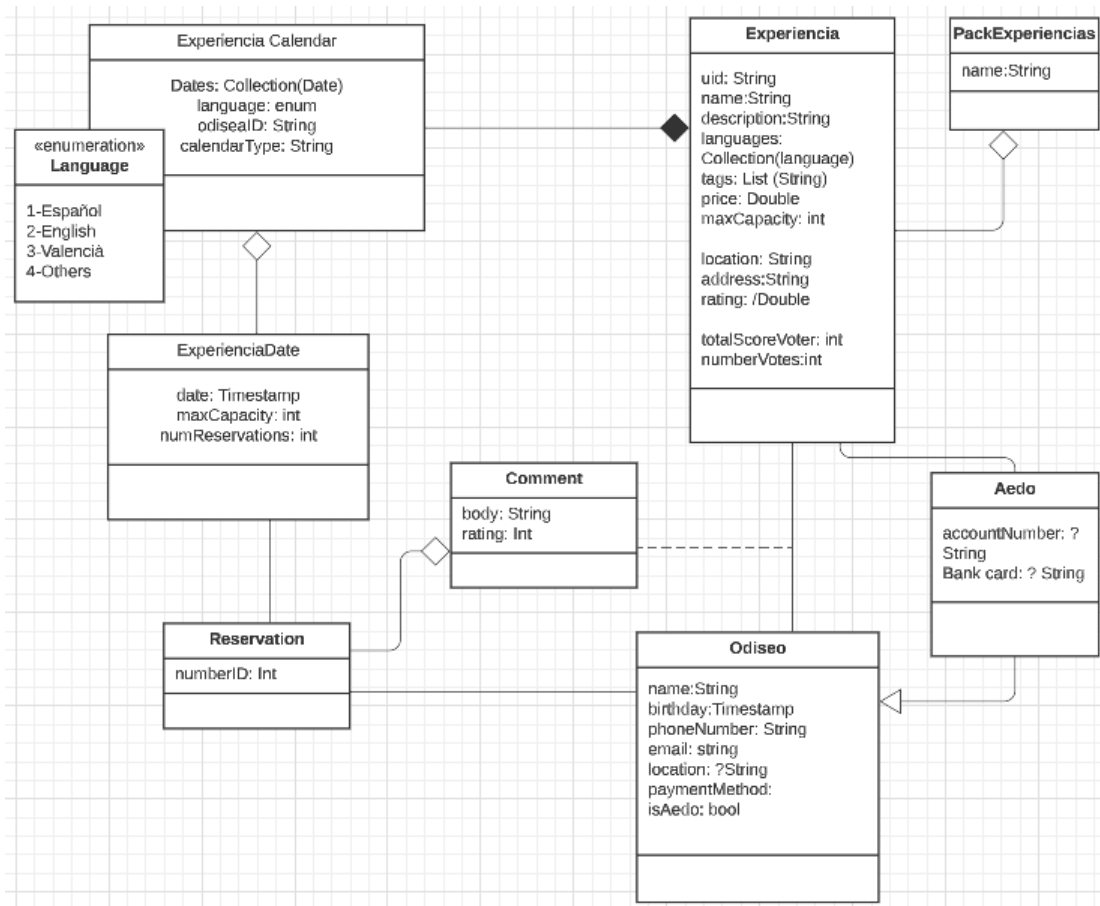 Experiencia Calendar
Dates: Collection(Date)
language: enum
odiseaID: String
calendarType: String
«enumeration»
Language
1-Español
2-English
3-Valencià
4-Others
Experiencia
uid: String
name:String
description:String
languages:
Collection(language)
tags: List (String)
price: Double
maxCapacity: int
location: String
address:String
rating: /Double
totalScoreVoter: int
numberVotes:int
PackExperiencias
name:String
ExperienciaDate
date: Timestamp
maxCapacity: int
numReservations: int
Comment
body: String
rating: Int
Aedo
accountNumber: ?
String
Bank card: ? String
Reservation
numberID: Int
Odiseo
name:String
birthday:Timestamp
phoneNumber: String
email: string
location: ?String
paymentMethod:
isAedo: bool